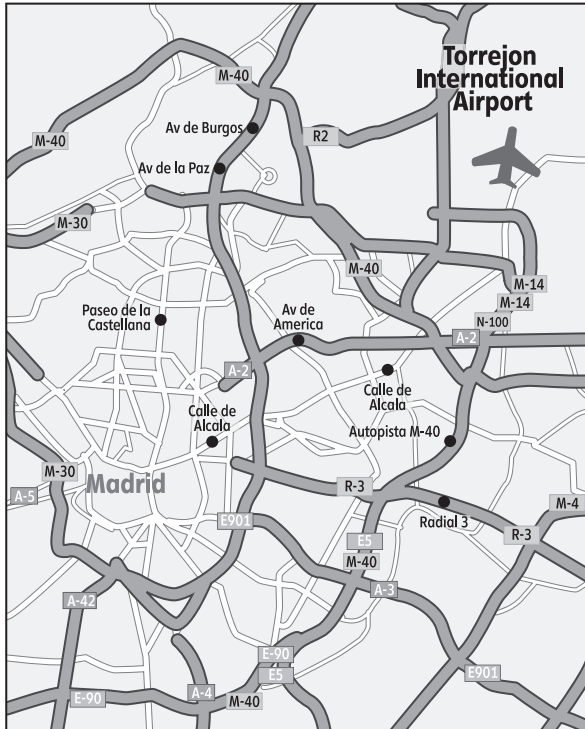 Torrejon
International
Airport
M-40
M-40
Av de Burgos
R2
Av de la Paz
M-30
M-40
M-14
M-14
N-100
Paseo de la
Castellana
Av de
America
A-2
A-2
Calle de
Alcala
Calle de
Alcala
Autopista M-40
M-30
Madrid
A-5
R-3
M-4
Radial 3
R-3
E901
E5
M-40
A-3
A-42
E-90
E5
E901
E-90
A-4
M-40